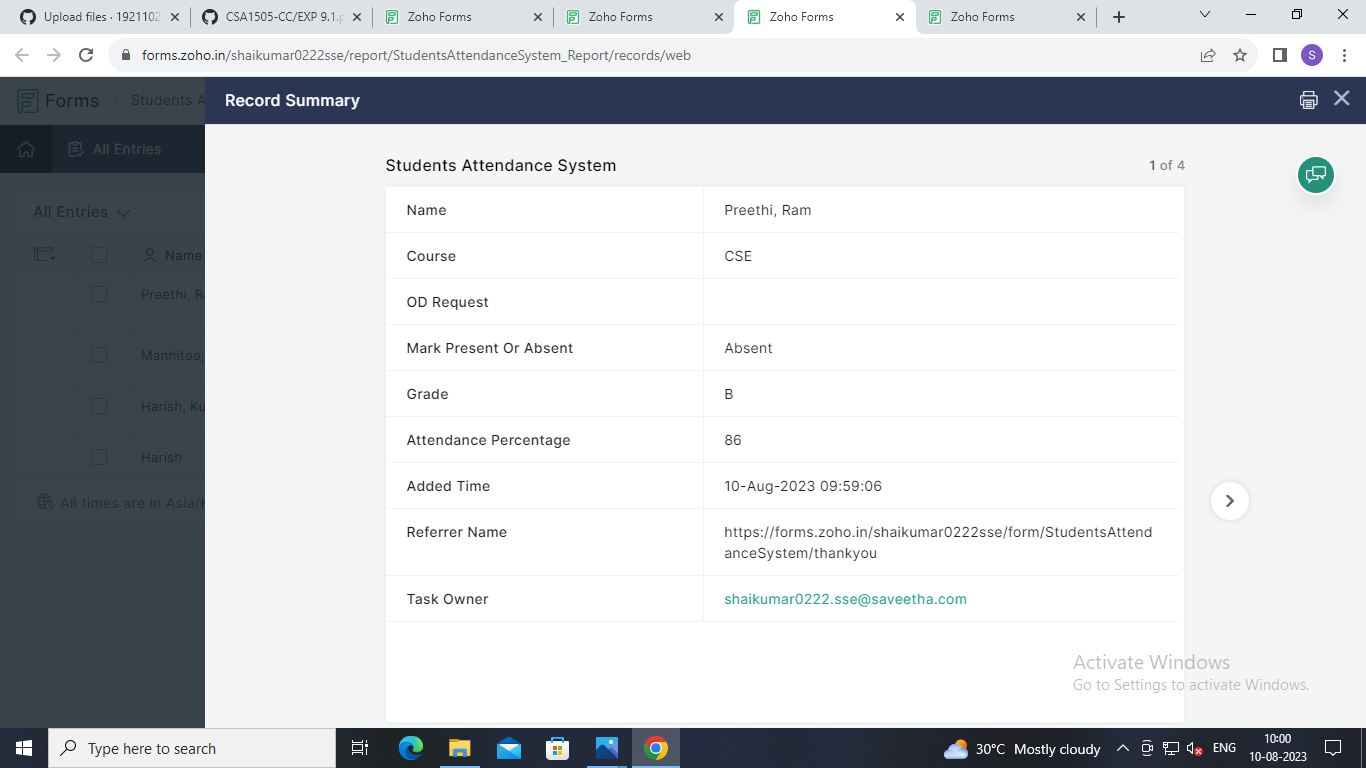 Upload files · 1921102
CSA1505-CC/EXP 9.1.p
Zoho Forms
Zoho Forms
Zoho Forms
Zoho Forms
forms.zoho.in/shaikumar0222sse/report/StudentsAttendanceSystem_Report/records/web
S
Forms
Students A
Record Summary
All Entries
Students Attendance System
1 of 4
All Entries
Name
Preethi, Ra
Manhitoo,
Harish, Ku
Harish
All times are in Asia/K
Name Preethi, Ram
Course CSE
OD Request
Mark Present Or Absent Absent
Grade B
Attendance Percentage 86
Added Time 10-Aug-2023 09:59:06
Referrer Name https://forms.zoho.in/shaikumar0222sse/form/StudentsAttend
anceSystem/thankyou
Task Owner shaikumar0222.sse@saveetha.com
Activate Windows
Go to Settings to activate Windows.
Type here to search
30°C Mostly cloudy
ENG
10:00
10-08-2023